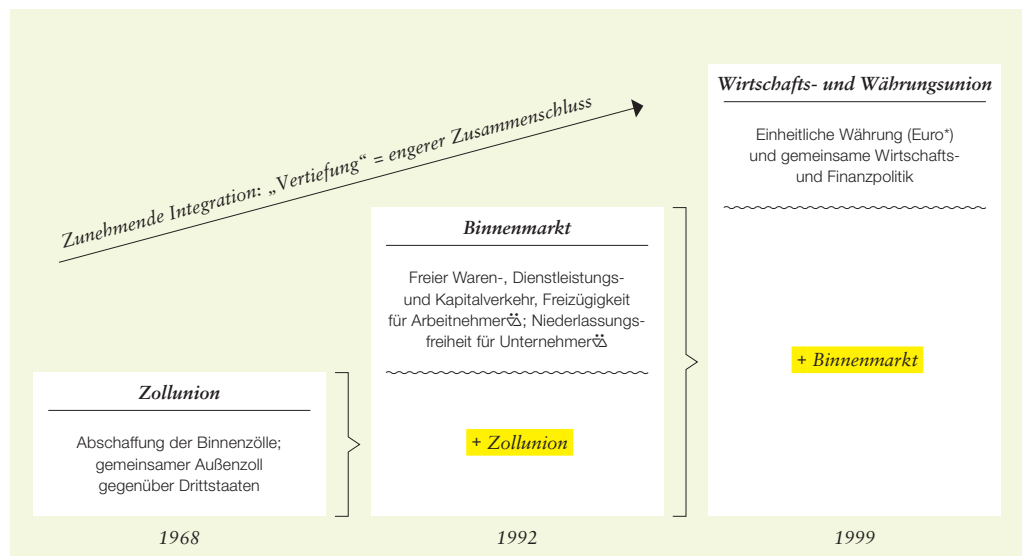 Zunehmende Integration: „Vertiefung“ = engerer Zusammenschluss
Zollunion
Abschaffung der Binnenzölle;
gemeinsamer Außenzoll
gegenüber Drittstaaten
1968
Binnenmarkt
Freier Waren-, Dienstleistungs-
und Kapitalverkehr, Freizügigkeit
für Arbeitnehmer; Niederlassungs-
freiheit für Unternehmer
+ Zollunion
1992
Wirtschafts- und Währungsunion
Einheitliche Währung (Euro*)
und gemeinsame Wirtschafts-
und Finanzpolitik
+ Binnenmarkt
1999